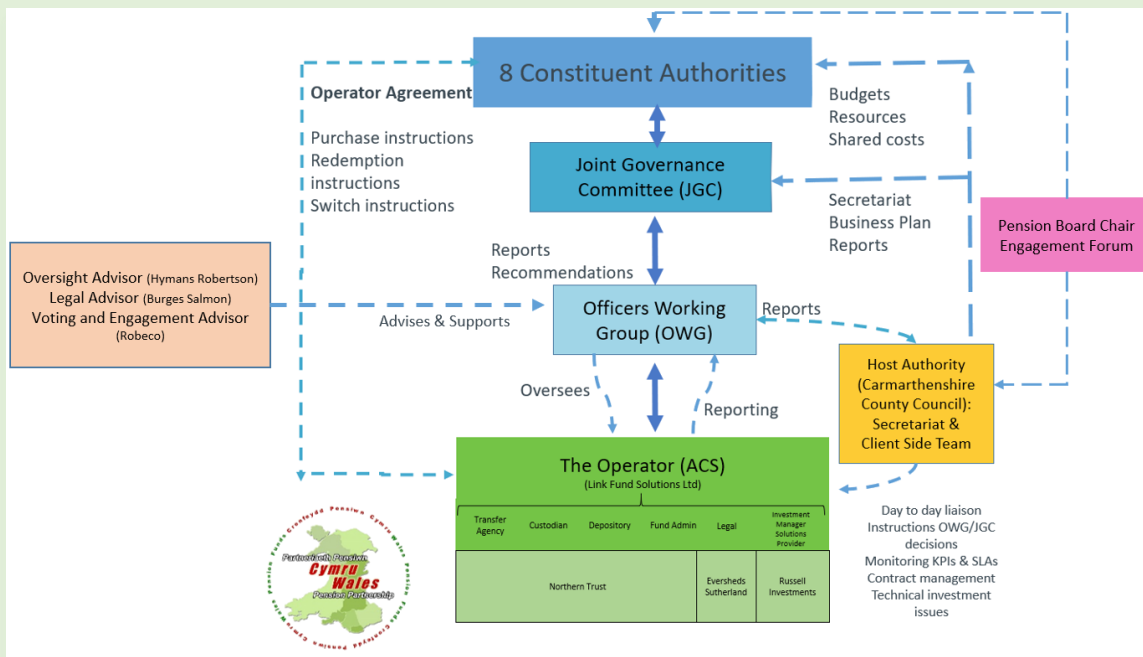 8 Constituent Authorities
Operator Agreement
Purchase instructions
Redemption
instructions
Switch instructions
Budgets
Resources
Shared costs
Joint Governance
Committee (JGC)
Secretariat
Business Plan
Reports
Pension Board Chair
Engagement Forum
Oversight Advisor (Hymans Robertson)
Legal Advisor (Burges Salmon)
Voting and Engagement Advisor
(Robeco)
Advises & Supports
Reports
Recommendations
Officers Working
Group (OWG)
Reports
Host Authority
(Carmarthenshire
County Council):
Secretariat &
Client Side Team
Oversees
Reporting
The Operator (ACS)
(Link Fund Solutions Ltd)
Transfer
Agency
Custodian
Depository
Fund Admin
Legal
Investment
Manager
Solutions
Provider
Northern Trust
Eversheds
Sutherland
Russell
Investments
Day to day liaison
Instructions OWG/JGC
decisions
Monitoring KPIs & SLAs
Contract management
Technical investment
issues
Partneriaeth Pensiwn
Cymru
Wales
Pension Partnership